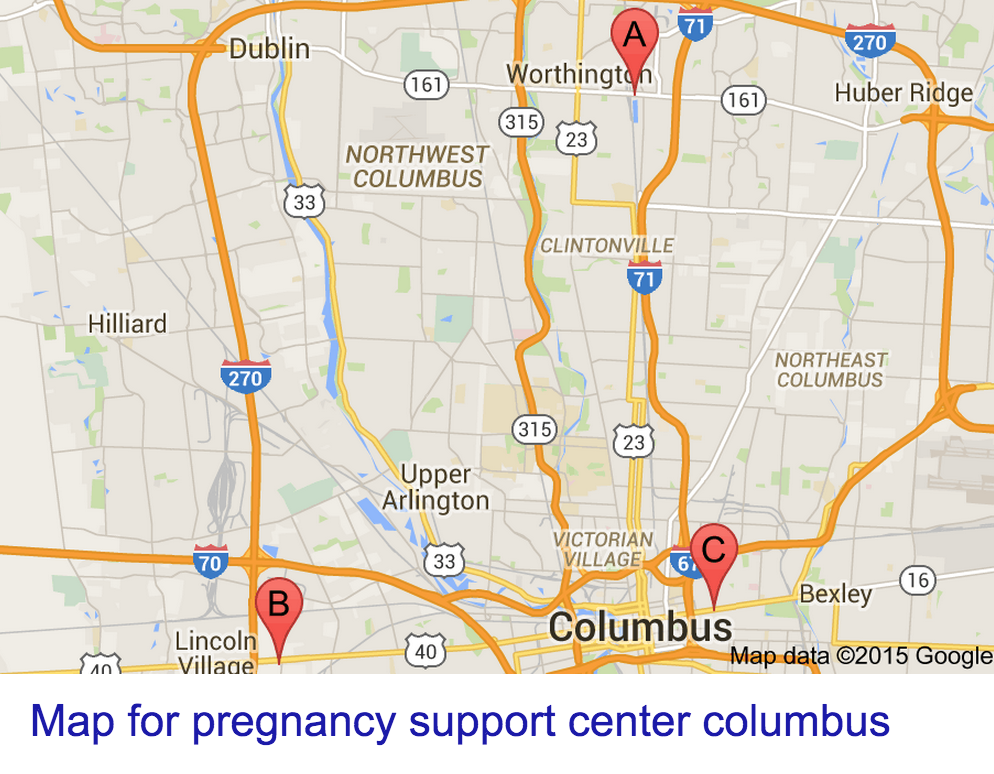 71
A
270
Dublin
Worthington
161
161
Huber Ridge
315
23
NORTHWEST
COLUMBUS
33
CLINTONVILLE
71
Hilliard
270
NORTHEAST
COLUMBUS
315
23
Upper
Arlington
VICTORIAN
VILLAGE
70
33
67
C
16
B
Bexley
Columbus
Lincoln
Village
40
40
Map data ©2015 Google
Map for pregnancy support center columbus